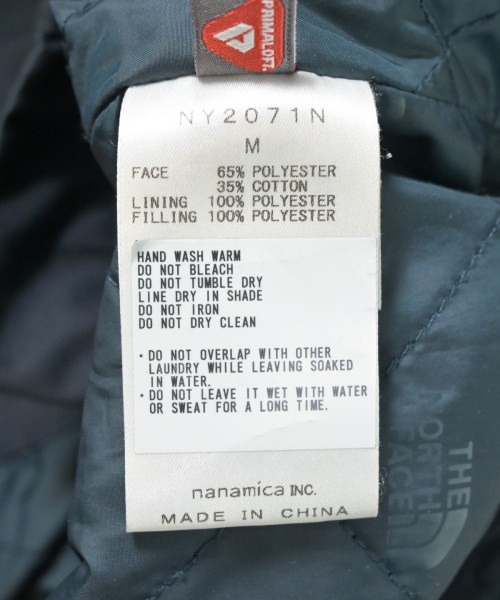 PRIMALOFT®
NY2071N
M
FACE 65% POLYESTER
35% COTTON
LINING 100% POLYESTER
FILLING 100% POLYESTER
HAND WASH WARM
DO NOT BLEACH
DO NOT TUMBLE DRY
LINE DRY IN SHADE
DO NOT IRON
DO NOT DRY CLEAN
・DO NOT OVERLAP WITH OTHER
LAUNDRY WHILE LEAVING SOAKED
IN WATER.
・DO NOT LEAVE IT WET WITH WATER
OR SWEAT FOR A LONG TIME.
nanamica INC.
MADE IN CHINA
THE
NORTH
FACE